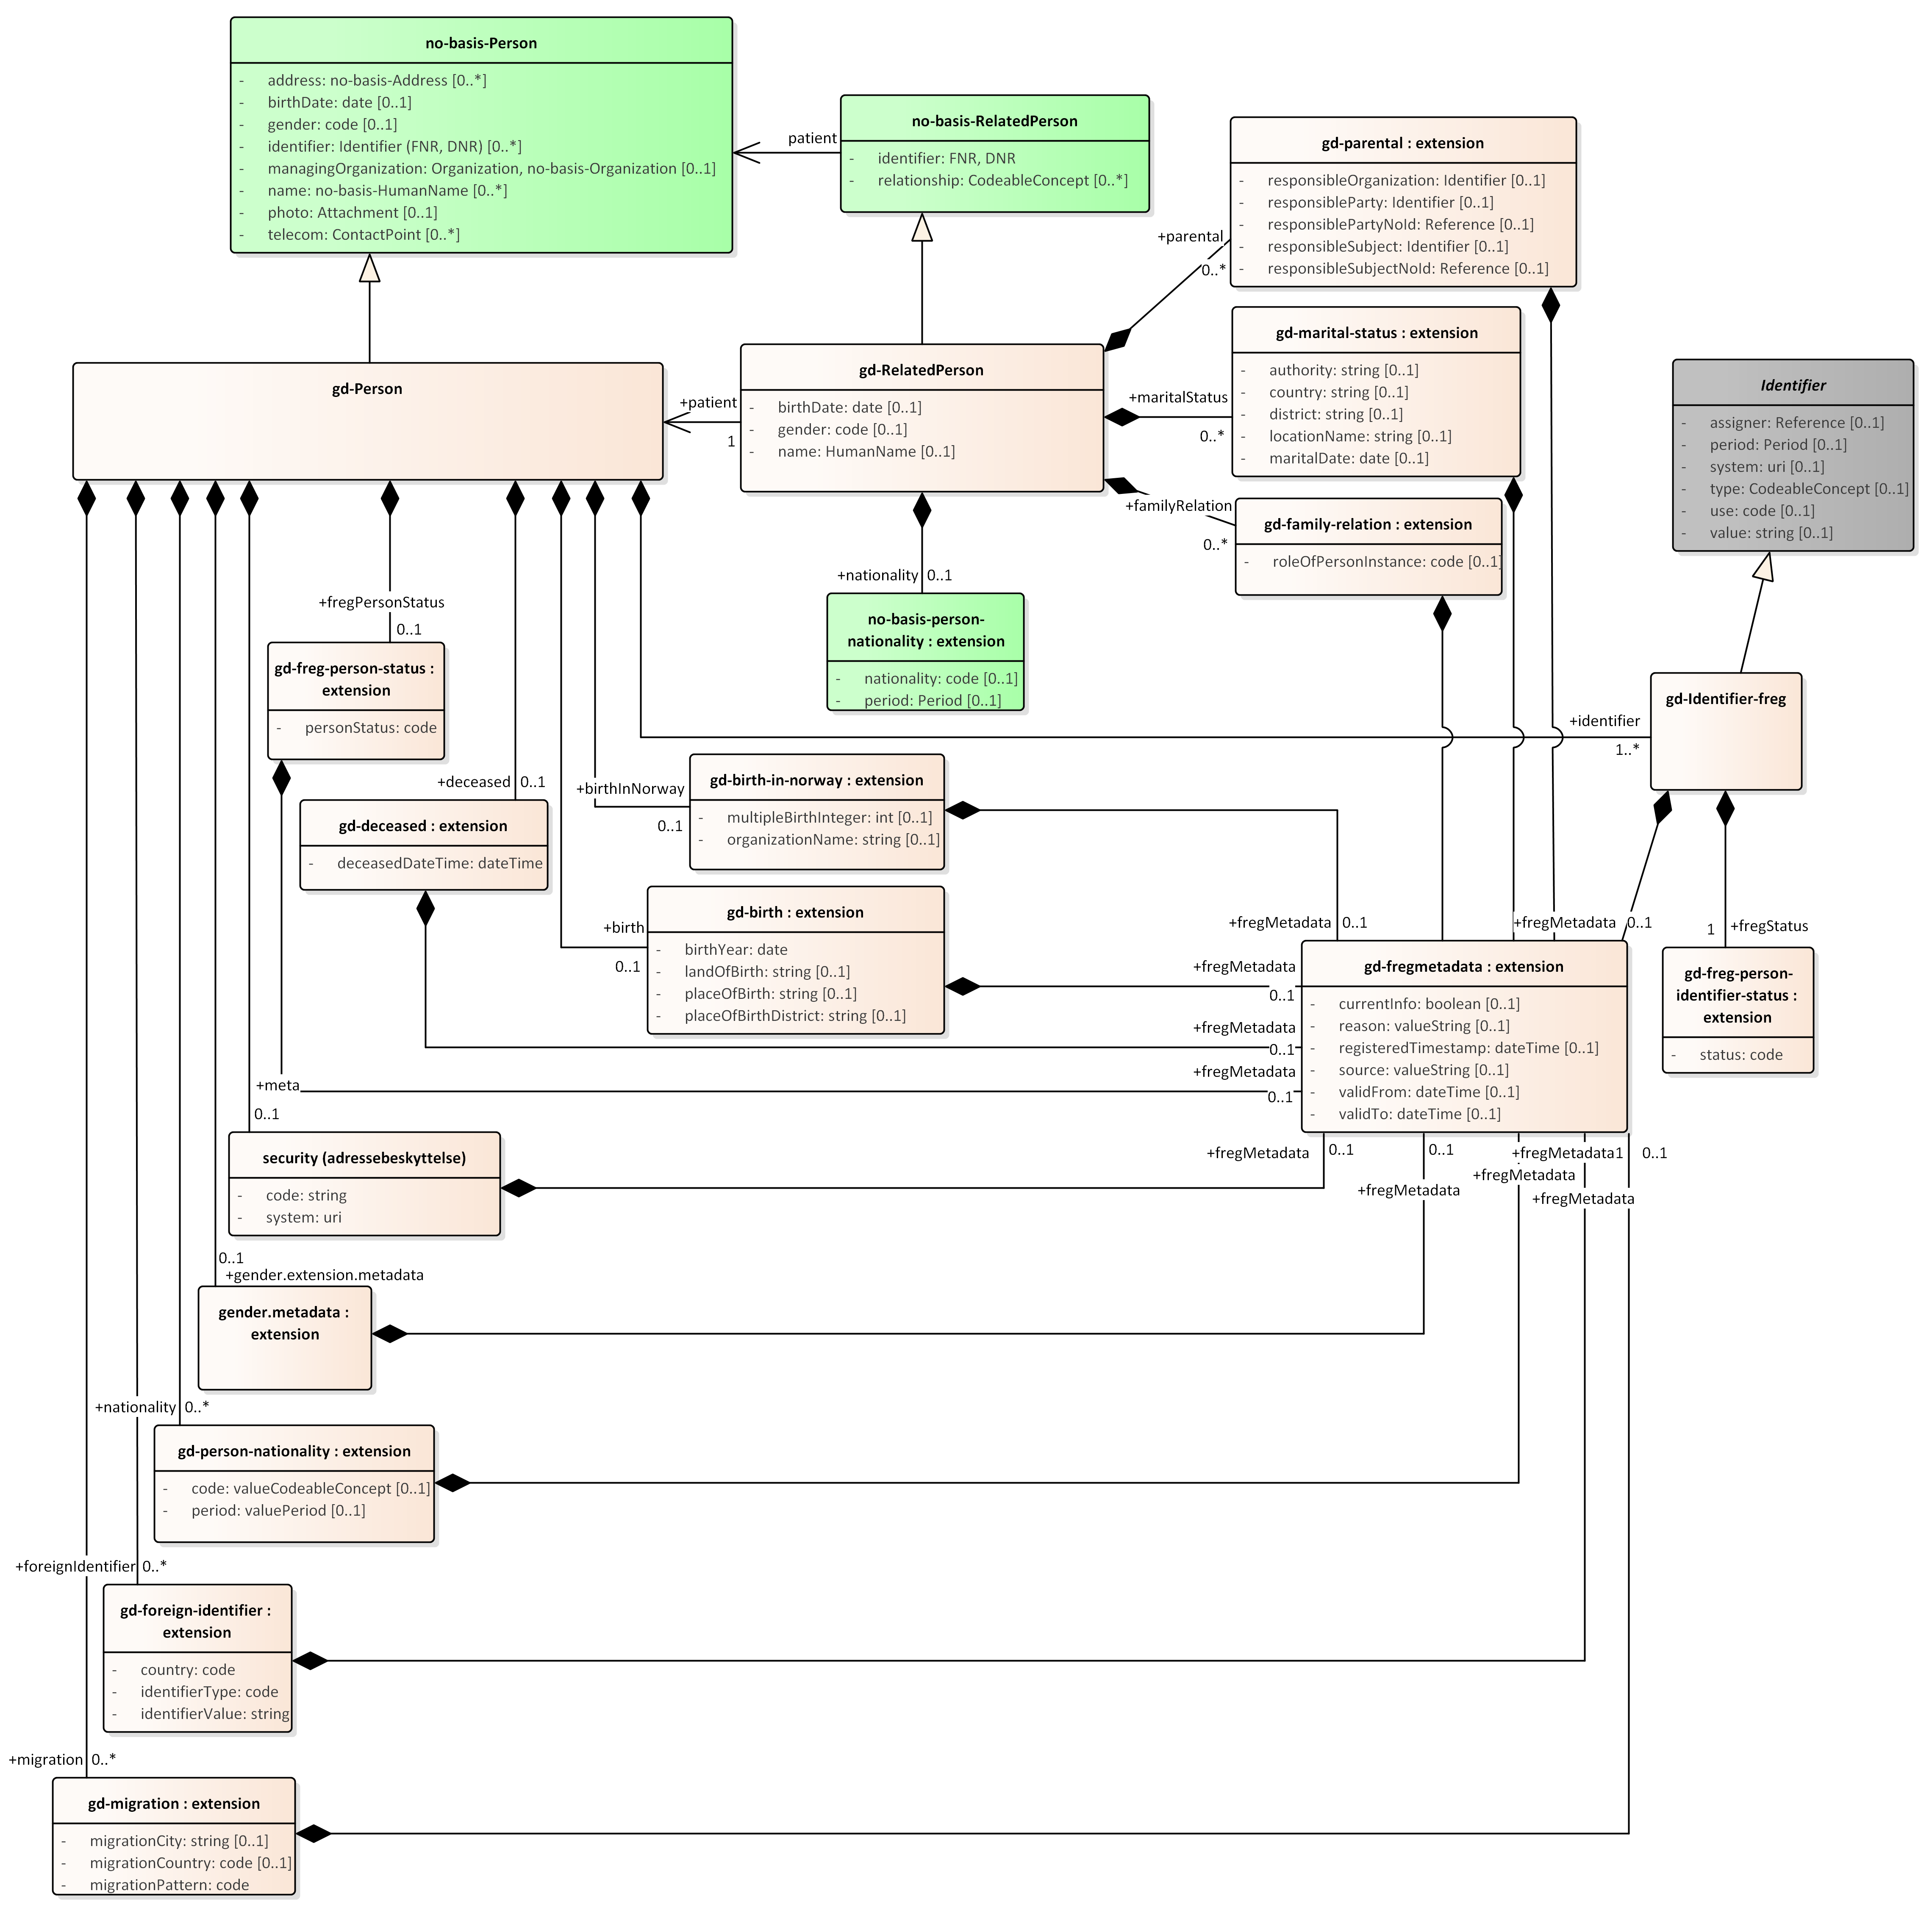 no-basis-Person
- address: no-basis-Address [0..*]
- birthDate: date [0..1]
- gender: code [0..1]
- identifier: Identifier (FNR, DNR) [0..*]
- managingOrganization: Organization, no-basis-Organization [0..1]
- name: no-basis-HumanName [0..*]
- photo: Attachment [0..1]
- telecom: ContactPoint [0..*]
patient
no-basis-RelatedPerson
- identifier: FNR, DNR
- relationship: CodeableConcept [0..*]
gd-parental : extension
- responsibleOrganization: Identifier [0..1]
- responsibleParty: Identifier [0..1]
- responsiblePartyNoId: Reference [0..1]
- responsibleSubject: Identifier [0..1]
- responsibleSubjectNoId: Reference [0..1]
+parental
0..*
gd-marital-status : extension
- authority: string [0..1]
- country: string [0..1]
- district: string [0..1]
- locationName: string [0..1]
- maritalDate: date [0..1]
+maritalStatus
0..*
gd-Person
+patient
1
gd-RelatedPerson
- birthDate: date [0..1]
- gender: code [0..1]
- name: HumanName [0..1]
Identifier
- assigner: Reference [0..1]
- period: Period [0..1]
- system: uri [0..1]
- type: CodeableConcept [0..1]
- use: code [0..1]
- value: string [0..1]
+familyRelation
0..*
gd-family-relation : extension
- roleOfPersonInstance: code [0..1]
+nationality 0..1
no-basis-person-
nationality : extension
- nationality: code [0..1]
- period: Period [0..1]
+fregPersonStatus
0..1
gd-freg-person-status :
extension
- personStatus: code
gd-Identifier-freg
+identifier
1..*
+deceased 0..1
gd-deceased : extension
- deceasedDateTime: dateTime
+birthInNorway
0..1
gd-birth-in-norway : extension
- multipleBirthInteger: int [0..1]
- organizationName: string [0..1]
+birth
0..1
gd-birth : extension
- birthYear: date
- landOfBirth: string [0..1]
- placeOfBirth: string [0..1]
- placeOfBirthDistrict: string [0..1]
+fregMetadata 0..1
+fregMetadata 0..1
1 +fregStatus
gd-freg-person-
identifier-status :
extension
- status: code
+fregMetadata
0..1
+fregMetadata
0..1
+fregMetadata
0..1
gd-fregmetadata : extension
- currentInfo: boolean [0..1]
- reason: valueString [0..1]
- registeredTimestamp: dateTime [0..1]
- source: valueString [0..1]
- validFrom: dateTime [0..1]
- validTo: dateTime [0..1]
+meta
0..1
security (adressebeskyttelse)
- code: string
- system: uri
+fregMetadata 0..1
0..1
+fregMetadata
+fregMetadata1 0..1
+fregMetadata
+fregMetadata
0..1
+gender.extension.metadata
gender.metadata :
extension
+nationality 0..*
gd-person-nationality : extension
- code: valueCodeableConcept [0..1]
- period: valuePeriod [0..1]
+foreignIdentifier 0..*
gd-foreign-identifier :
extension
- country: code
- identifierType: code
- identifierValue: string
+migration 0..*
gd-migration : extension
- migrationCity: string [0..1]
- migrationCountry: code [0..1]
- migrationPattern: code